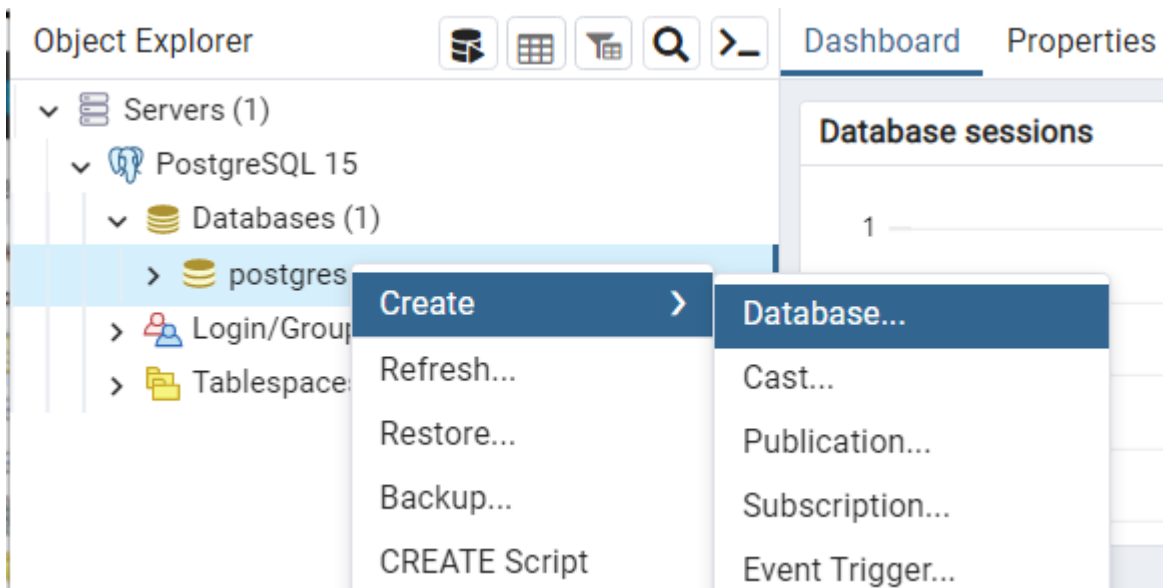 Object Explorer
Dashboard Properties
Servers (1)
PostgreSQL 15
Databases (1)
postgres
Login/Group
Tablespaces
Database sessions
1
Create
Refresh...
Restore...
Backup...
CREATE Script
Database...
Cast...
Publication...
Subscription...
Event Trigger...